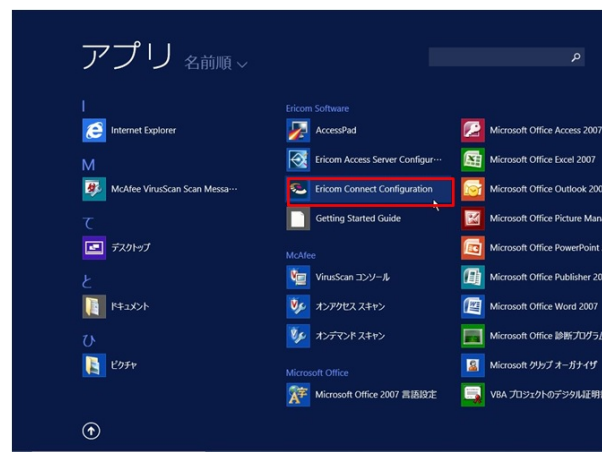 アプリ 名前順
I
Internet Explorer
M
McAfee VirusScan Scan Messa…
て
デスクトップ
と
ドキュメント
ひ
ピクチャ
Ericom Software
AccessPad
Ericom Access Server Configur…
Ericom Connect Configuration
Getting Started Guide
McAfee
VirusScan コンソール
オンアクセス スキャン
オンデマンド スキャン
Microsoft Office
Microsoft Office 2007 言語設定
Microsoft Office Access 2007
Microsoft Office Excel 2007
Microsoft Office Outlook 200
Microsoft Office Picture Man
Microsoft Office PowerPoint
Microsoft Office Publisher 20
Microsoft Office Word 2007
Microsoft Office 診断プログラム
Microsoft クリップ オーガナイザ
VBA プロジェクトのデジタル証明